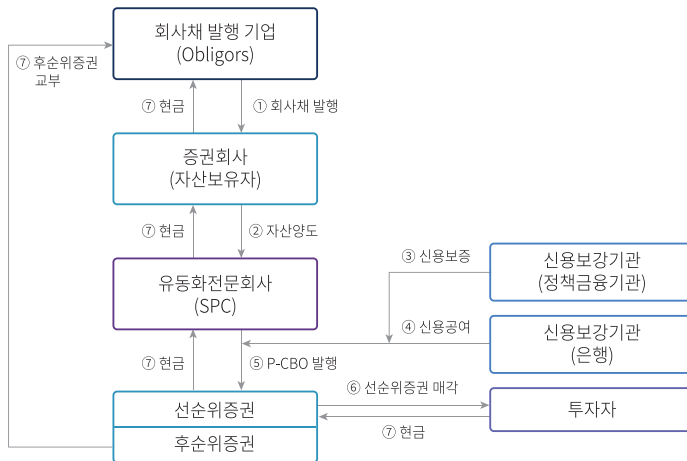 회사채 발행 기업
(Obligors)
⑦ 후순위증권
교부
⑦ 현금
① 회사채 발행
증권회사
(자산보유자)
⑦ 현금
② 자산양도
③ 신용보증
신용보강기관
(정책금융기관)
유동화전문회사
(SPC)
④ 신용공여
신용보강기관
(은행)
⑦ 현금
⑤ P-CBO 발행
⑥ 선순위증권 매각
선순위증권
투자자
⑦ 현금
후순위증권